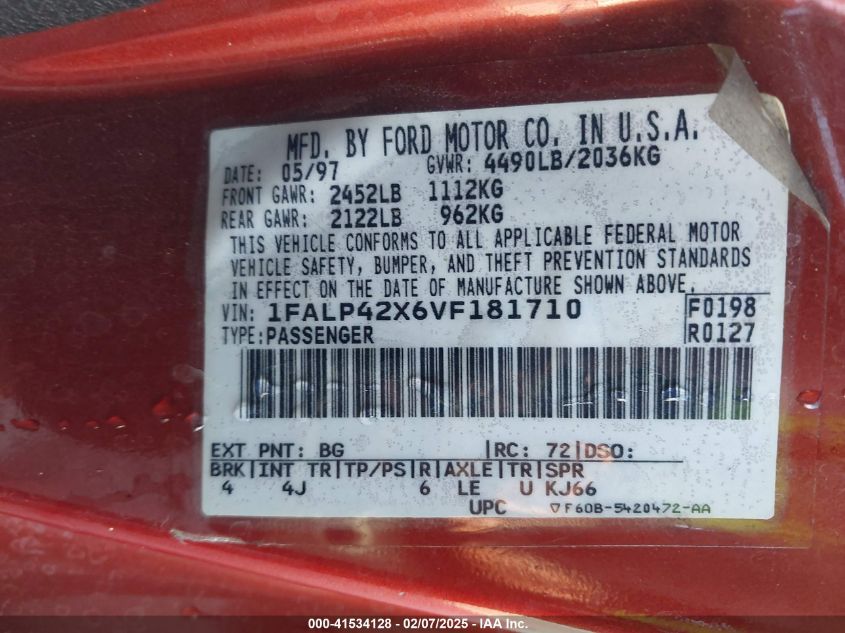 MFD. BY FORD MOTOR CO. IN U.S.A.
DATE: 05/97 GVWR: 4490LB/2036KG
FRONT GAWR: 2452LB 1112KG
REAR GAWR: 2122LB 962KG
THIS VEHICLE CONFORMS TO ALL APPLICABLE FEDERAL MOTOR
VEHICLE SAFETY, BUMPER, AND THEFT PREVENTION STANDARDS
IN EFFECT ON THE DATE OF MANUFACTURE SHOWN ABOVE.
VIN: 1FALP42X6VF181710 F0198
TYPE: PASSENGER R0127
EXT PNT: BG |RC: 72|DSO:
BRK|INT TR|TP/PS|R|AXLE|TR|SPR
4 4J 6 LE U KJ66
UPC ▽F60B-5420472-AA
000-41534128 - 02/07/2025 - IAA Inc.